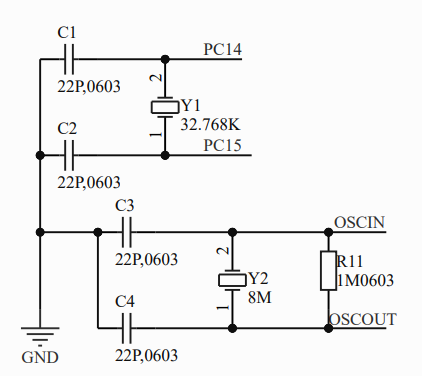 C1
PC14
22P,0603
2
Y1
32.768K
1
C2
PC15
22P,0603
C3
OSCIN
22P,0603
2
R11
Y2
1M0603
8M
1
C4
OSCOUT
22P,0603
GND